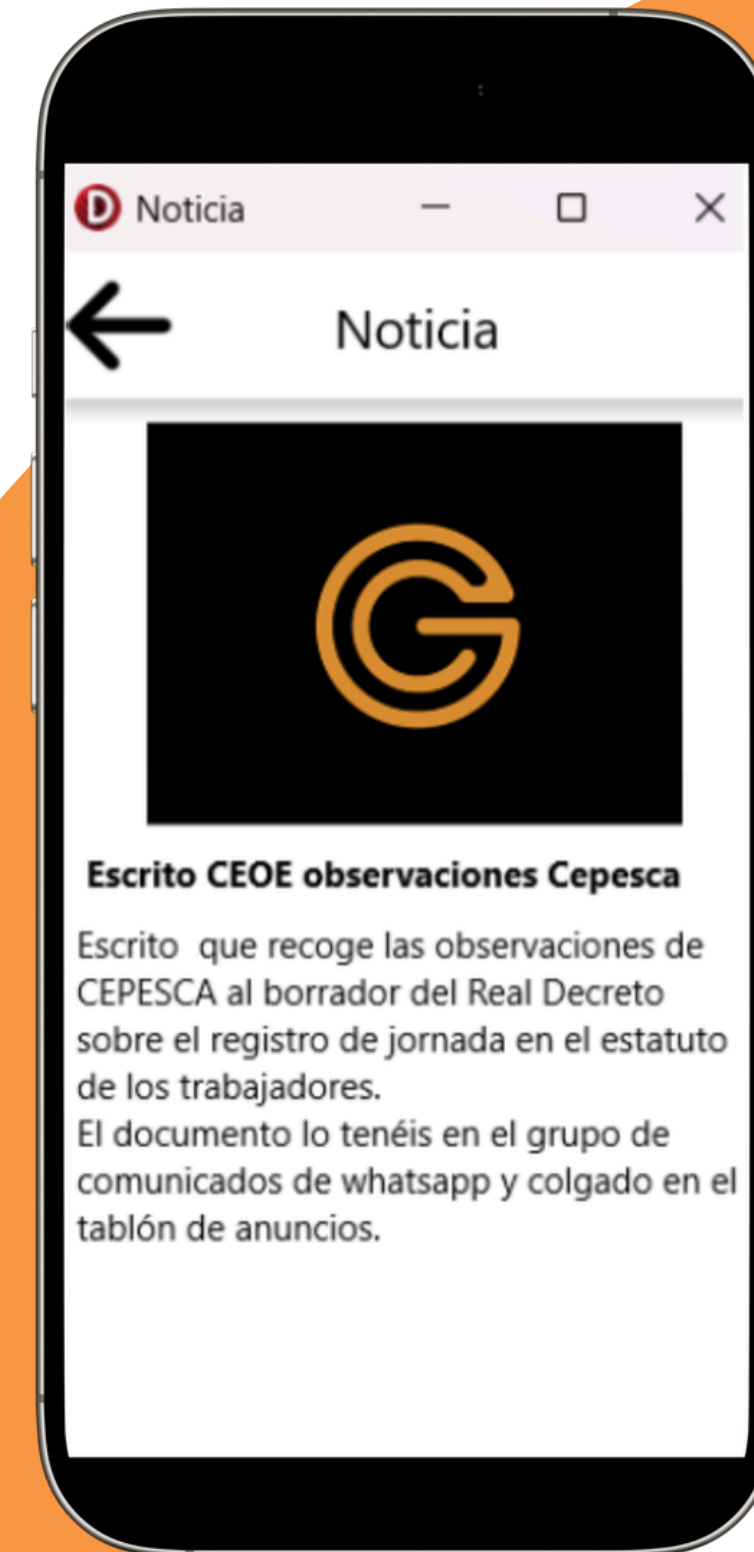 Noticia
Noticia
Escrito CEOE observaciones Cepesca
Escrito  que recoge las observaciones de
CEPESCA al borrador del Real Decreto
sobre el registro de jornada en el estatuto
de los trabajadores.
El documento lo tenéis en el grupo de
comunicados de whatsapp y colgado en el
tablón de anuncios.